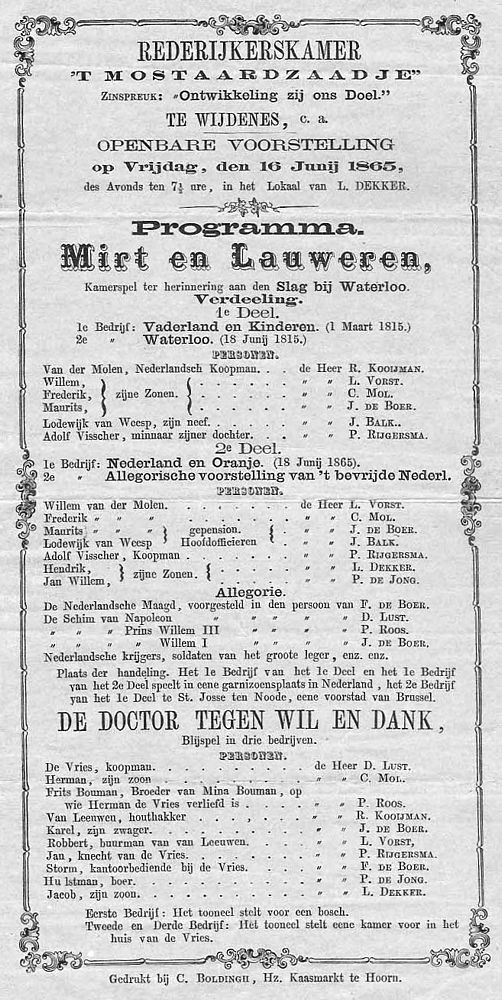 REDERIJKERSKAMER
'T MOSTAARDZAADJE"
ZINSPREUK: „Ontwikkeling zij ons Doel."
TE WIJDENES, c. a.
OPENBARE VOORSTELLING
op Vrijdag, den 16 Junij 1865,
des Avonds ten 7½ ure, in het Lokaal van L. DEKKER.
Programma.
Mirt en Lauweren,
Kamerspel ter herinnering aan den Slag bij Waterloo.
Verdeeling.
1e Deel.
1e Bedrijf: Vaderland en Kinderen. (1 Maart 1815.)
2e „ Waterloo. (18 Junij 1815.)
PERSONEN.
Van der Molen, Nederlandsch Koopman. . . de Heer R. KOOIJMAN.
Willem, . . . . . . . „ „ L. VORST.
Frederik, } zijne Zonen. { . . . . . . „ „ C. MOL.
Maurits, . . . . . . . „ „ J. DE BOER.
Lodewijk van Weesp, zijn neef. . . . . . „ „ J. BALK..
Adolf Visscher, minnaar zijner dochter. . . . „ „ P. RIJGERSMA.
2e Deel.
1e Bedrijf: Nederland en Oranje. (18 Junij 1865).
2e „ Allegorische voorstelling van 't bevrijde Nederl.
PERSONEN.
Willem van der Molen. . . . . . . . de Heer L. VORST.
Frederik „ „ „ . . . . . . . . „ „ C. MOL.
Maurits „ „ „ } gepension. { . . . „ „ J. DE BOER.
Lodewijk van Weesp } Hoofdofficieren { . . „ „ J. BALK.
Adolf Visscher, Koopman . . . . . . . „ „ P. RIJGERSMA.
Hendrik, } zijne Zonen. { . . . . . . „ „ L. DEKKER.
Jan Willem, . . . . . . „ „ P. DE JONG.
Allegorie.
De Nederlandsche Maagd, voorgesteld in den persoon van F. DE BOER.
De Schim van Napoleon „ „ „ „ „ D. LUST.
„ „ „ Prins Willem III „ „ „ „ P. ROOS.
„ „ „ „ Willem I „ „ „ „ J. DE BOER.
Nederlandsche krijgers, soldaten van het groote leger, enz. enz.
Plaats der handeling. Het 1e Bedrijf van het 1e Deel en het 1e Bedrijf
van het 2e Deel speelt in eene garnizoensplaats in Nederland, het 2e Bedrijf
van het 1e Deel te St. Josse ten Noode, eene voorstad van Brussel.
DE DOCTOR TEGEN WIL EN DANK,
Blijspel in drie bedrijven.
PERSONEN.
De Vries, koopman. . . . . . . . . de Heer D. LUST.
Herman, zijn zoon . . . . . . . . „ „ C. MOL.
Frits Bouman, Broeder van Mina Bouman, op
wie Herman de Vries verliefd is . . . . „ „ P. ROOS.
Van Leeuwen, houthakker . . . . . . „ „ R. KOOIJMAN.
Karel, zijn zwager. . . . . . . . . „ „ J. DE BOER.
Robbert, buurman van van Leeuwen. . . . „ „ L. VORST,
Jan, knecht van de Vries. . . . . . . „ „ P. RIJGERSMA.
Storm, kantoorbediende bij de Vries. . . . „ „ F. DE BOER.
Hulstman, boer. . . . . . . . . . „ „ P. DE JONG.
Jacob, zijn zoon. . . . . . . . . . „ „ L. DEKKER.
Eerste Bedrijf: Het tooneel stelt voor een bosch.
Tweede en Derde Bedrijf: Het tooneel stelt eene kamer voor in het
huis van de Vries.
Gedrukt bij C. BOLDINGH, Hz. Kaasmarkt te Hoorn.